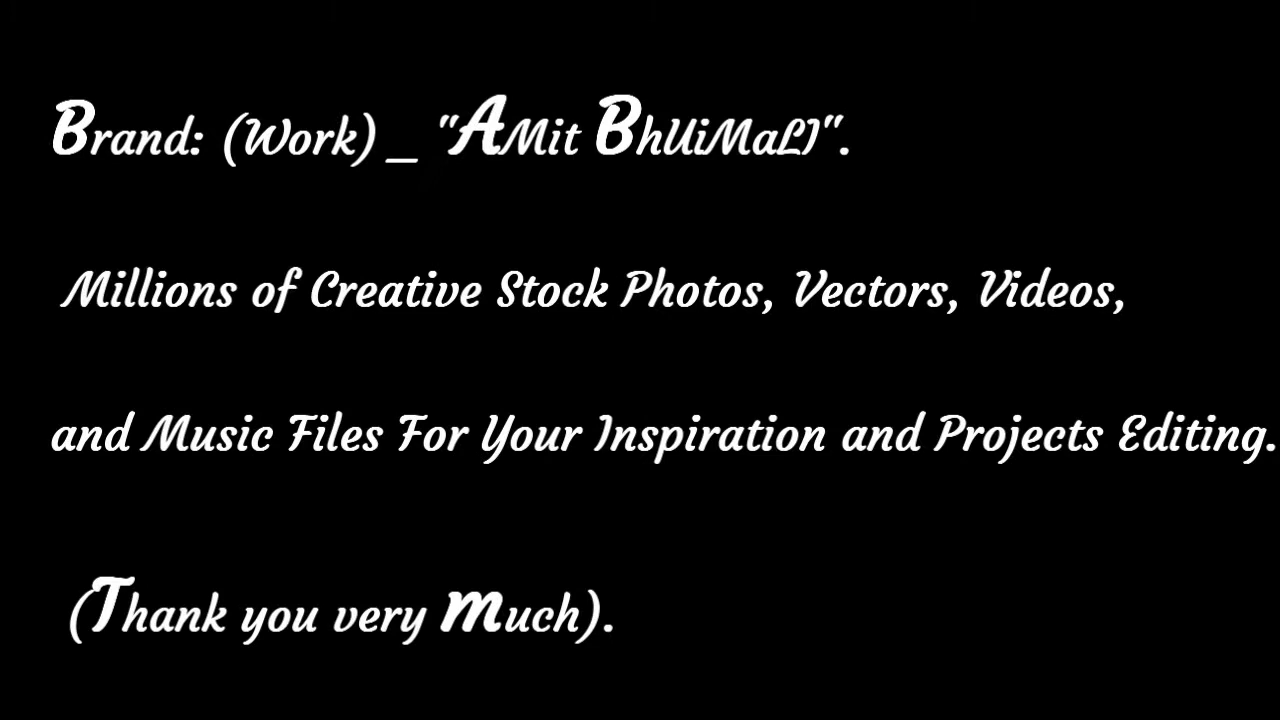 Brand: (Work) _ "AMit BhUiMaLI".
Millions of Creative Stock Photos, Vectors, Videos,
and Music Files For Your Inspiration and Projects Editing.
(Thank you very much).